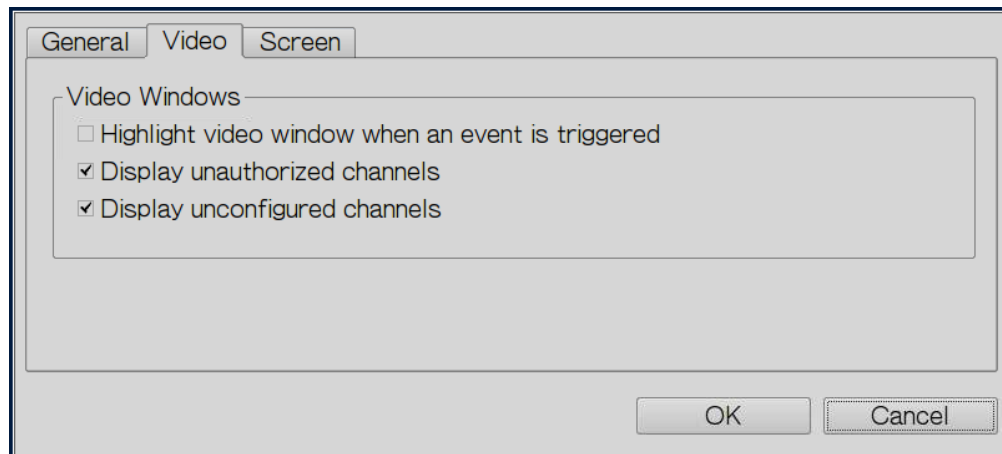 General Video Screen
Video Windows
Highlight video window when an event is triggered
Display unauthorized channels
Display unconfigured channels
OK Cancel